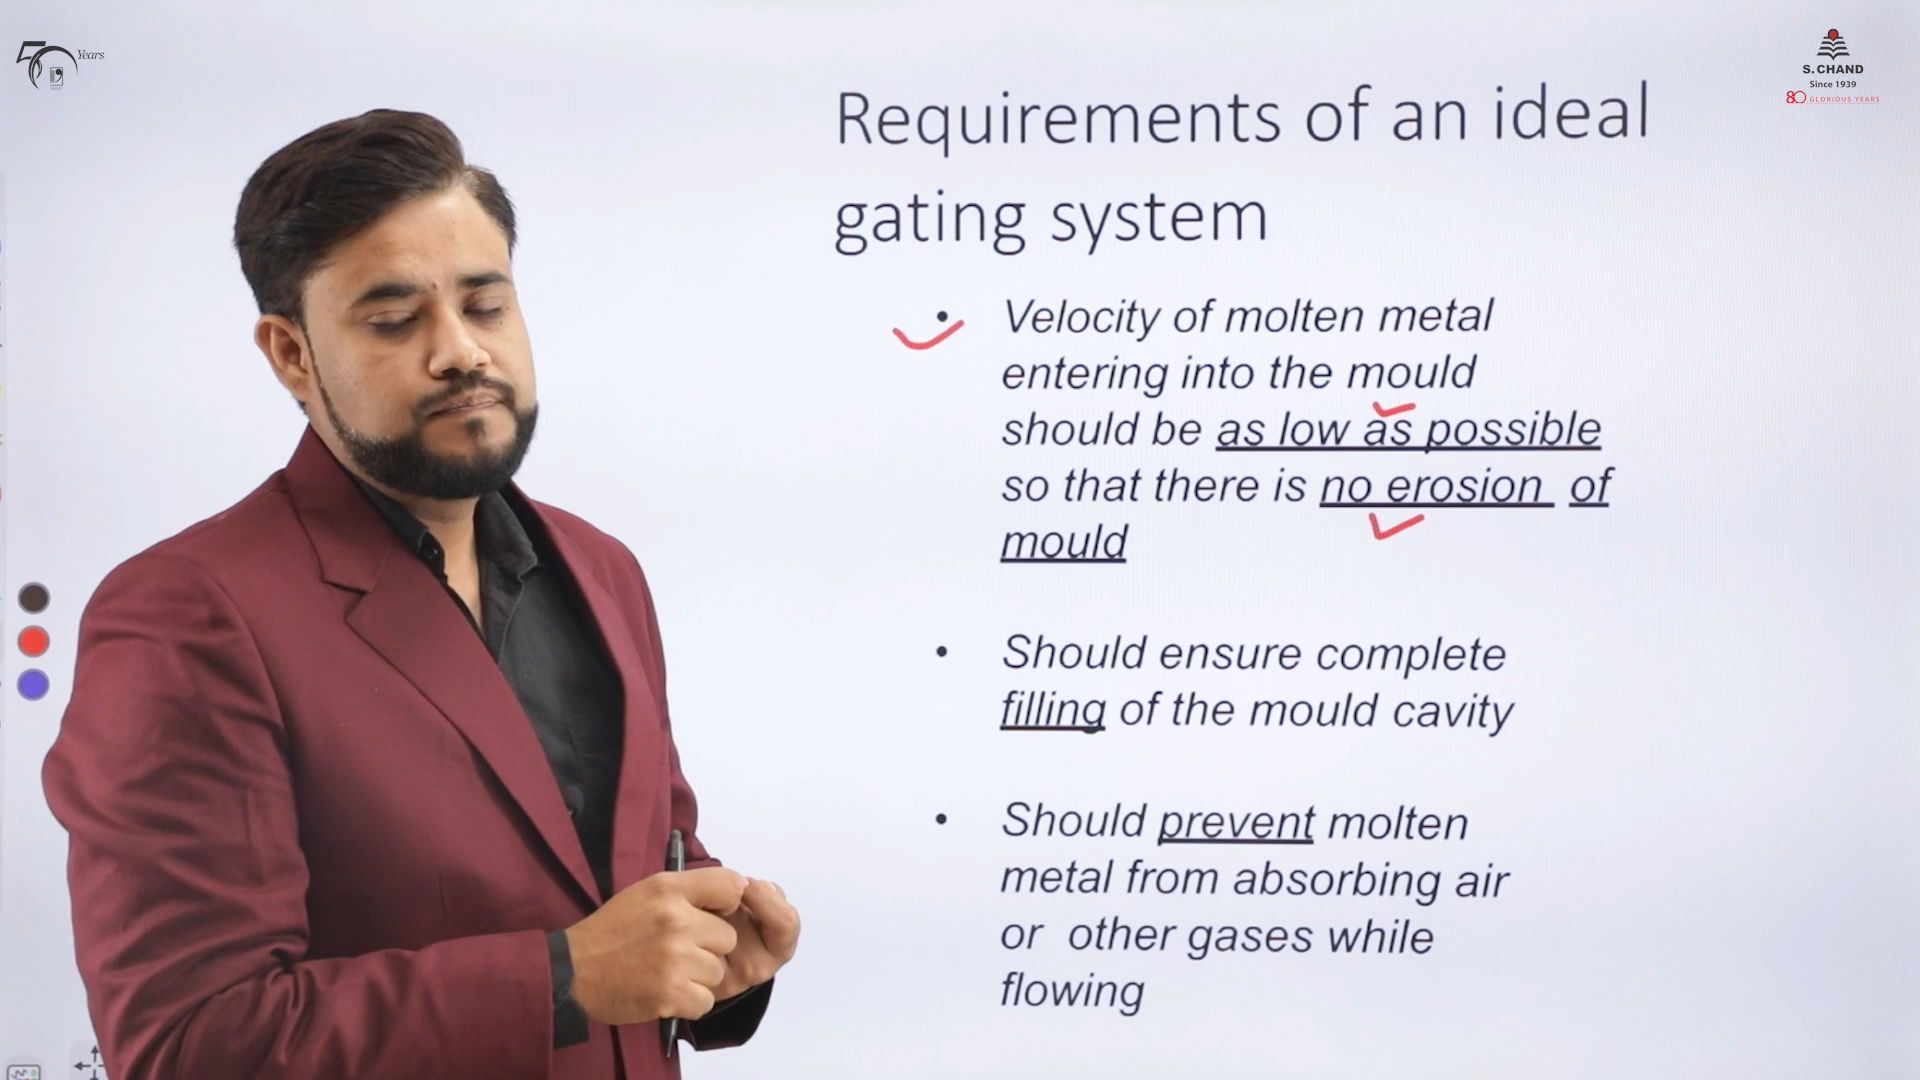 50 Years
S. CHAND
Since 1939
80 GLORIOUS YEARS
Requirements of an ideal
gating system
• Velocity of molten metal
entering into the mould
should be as low as possible
so that there is no erosion of
mould
• Should ensure complete
filling of the mould cavity
• Should prevent molten
metal from absorbing air
or other gases while
flowing